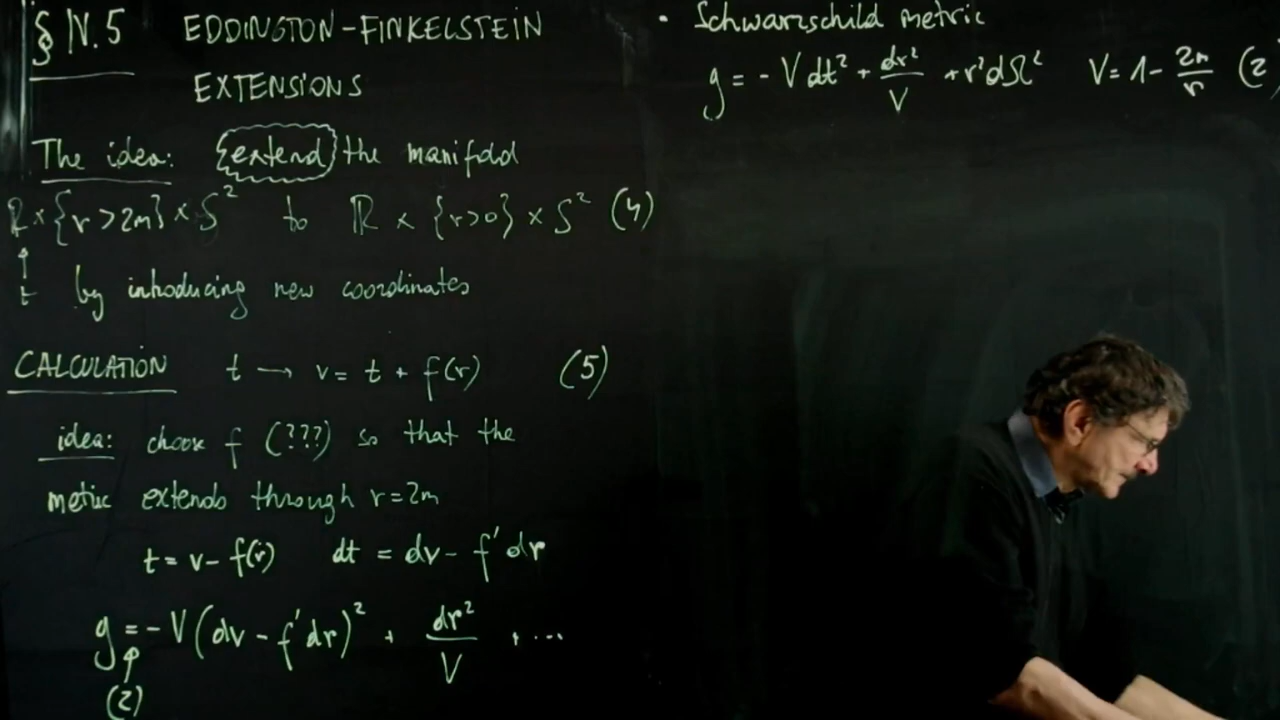 § IV.5 EDDINGTON-FINKELSTEIN
EXTENSIONS
The idea: {extend} the manifold
ℝ × {r > 2m} × S² to ℝ × {r > 0} × S² (4)
↑
t by introducing new coordinates
CALCULATION t → v = t + f(r) (5)
idea: choose f (???) so that the
metric extends through r = 2m
t = v - f(r) dt = dv - f' dr
g = - V (dv - f' dr)² + dr²/V + ...
↑
(2)
• Schwarzschild metric
g = - V dt² + dr²/V + r² dΩ² V = 1 - 2m/r (2)